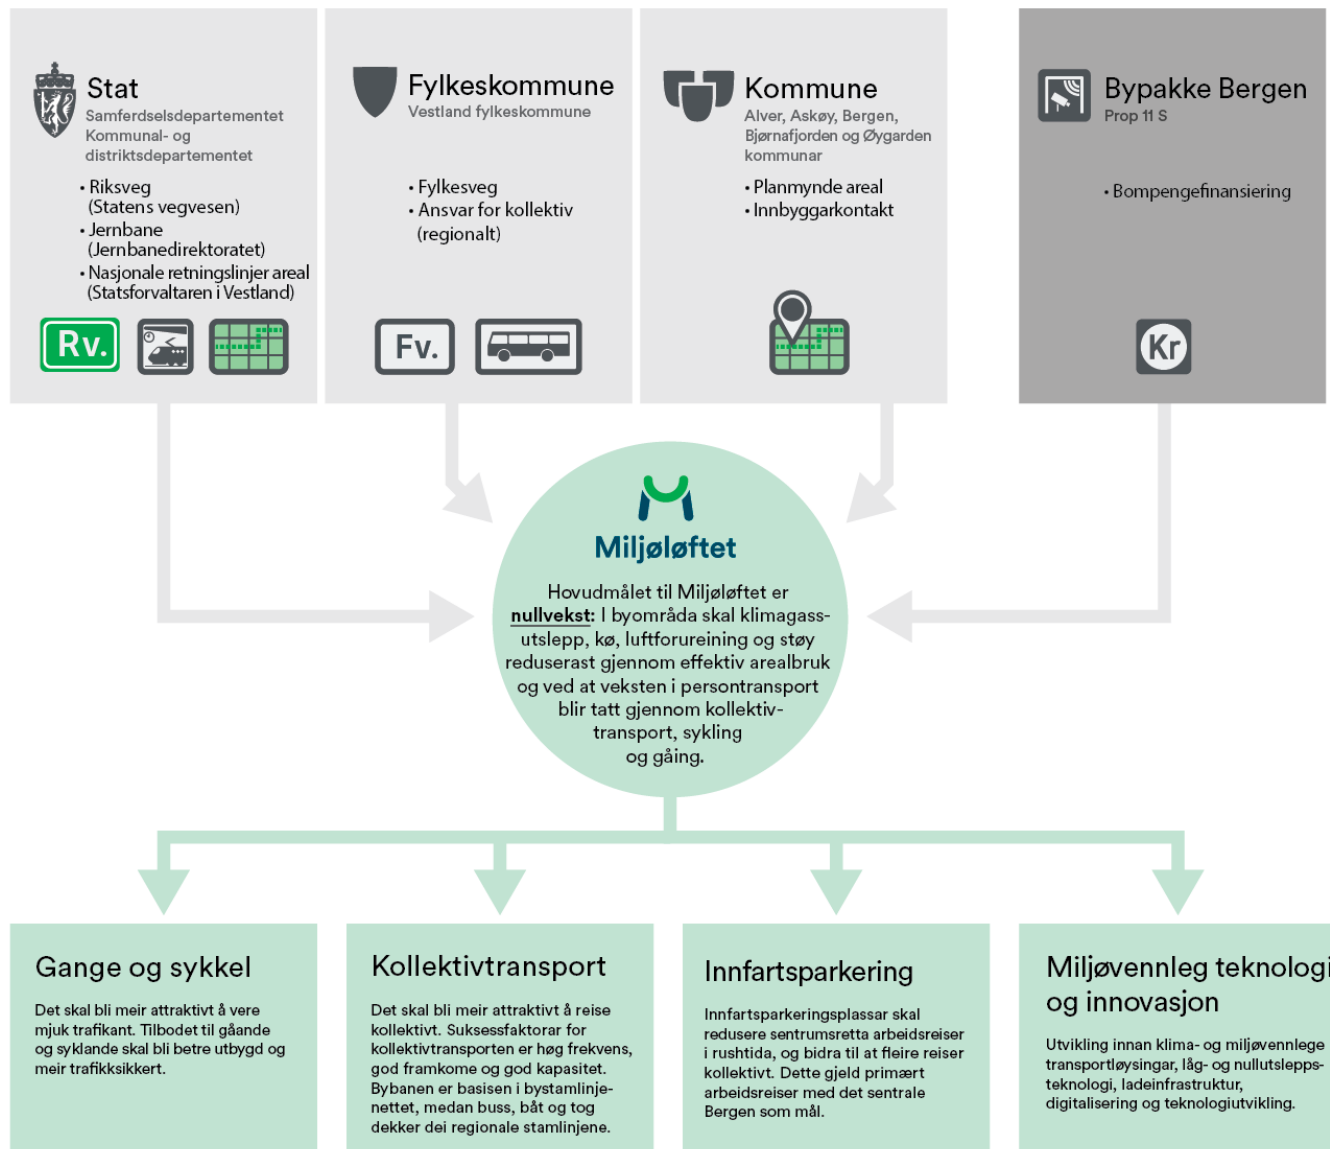 Stat
Samferdselsdepartementet
Kommunal- og
distriktsdepartementet
• Riksveg
(Statens vegvesen)
• Jernbane
(Jernbanedirektoratet)
• Nasjonale retningslinjer areal
(Statsforvaltaren i Vestland)
Rv.
Fylkeskommune
Vestland fylkeskommune
• Fylkesveg
• Ansvar for kollektiv
(regionalt)
Fv.
Kommune
Alver, Askøy, Bergen,
Bjørnafjorden og Øygarden
kommunar
• Planmynde areal
• Innbyggarkontakt
Bypakke Bergen
Prop 11 S
• Bompengefinansiering
Kr
Miljøløftet
Hovudmålet til Miljøløftet er
nullvekst: I byområda skal klimagass-
utslepp, kø, luftforureining og støy
reduserast gjennom effektiv arealbruk
og ved at veksten i persontransport
blir tatt gjennom kollektiv-
transport, sykling
og gåing.
Gange og sykkel
Det skal bli meir attraktivt å vere
mjuk trafikant. Tilbodet til gåande
og syklande skal bli betre utbygd og
meir trafikksikkert.
Kollektivtransport
Det skal bli meir attraktivt å reise
kollektivt. Suksessfaktorar for
kollektivtransporten er høg frekvens,
god framkome og god kapasitet.
Bybanen er basisen i bystamlinje-
nettet, medan buss, båt og tog
dekker dei regionale stamlinjene.
Innfartsparkering
Innfartsparkeringsplassar skal
redusere sentrumsretta arbeidsreiser
i rushtida, og bidra til at fleire reiser
kollektivt. Dette gjeld primært
arbeidsreiser med det sentrale
Bergen som mål.
Miljøvennleg teknologi
og innovasjon
Utvikling innan klima- og miljøvennlege
transportløysingar, låg- og nullutslepps-
teknologi, ladeinfrastruktur,
digitalisering og teknologiutvikling.